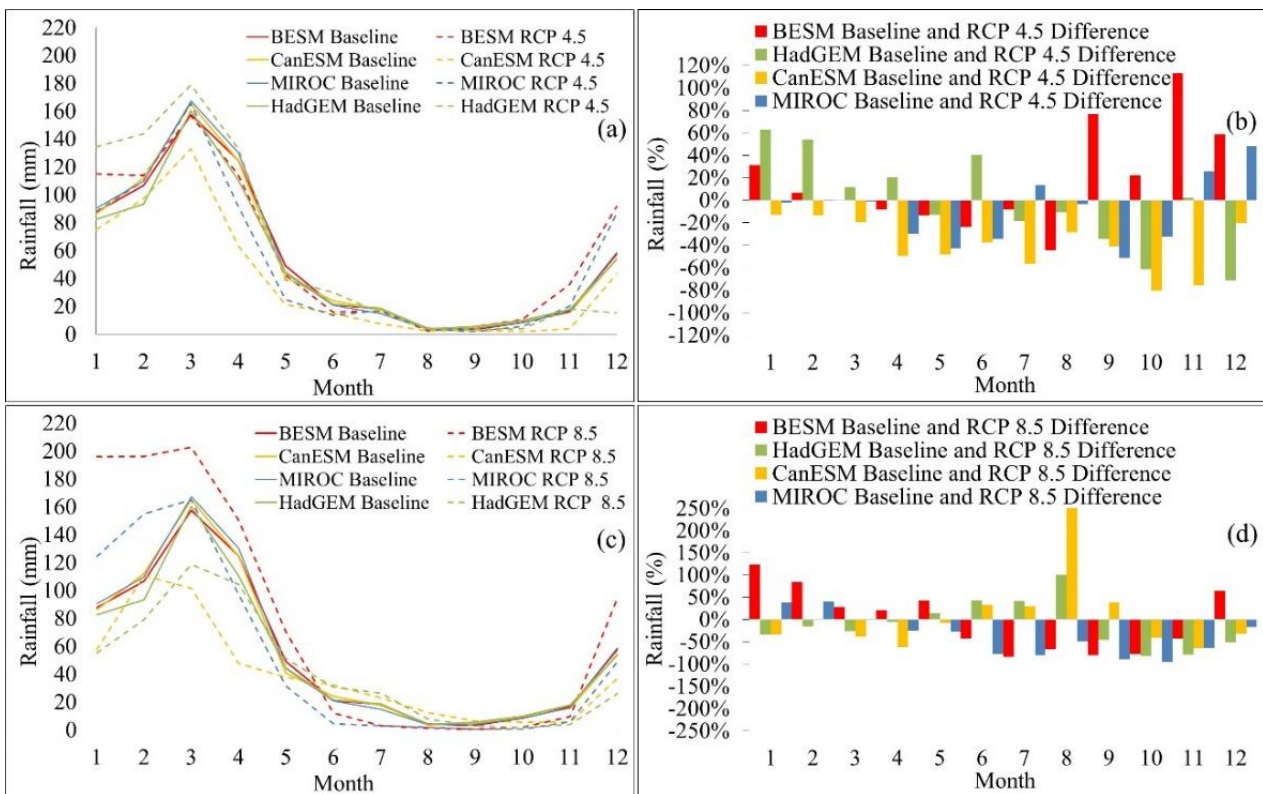 220
200
180
160
140
120
100
80
60
40
20
0
Rainfall (mm)
BESM Baseline BESM RCP 4.5
CanESM Baseline CanESM RCP 4.5
MIROC Baseline MIROC RCP 4.5
HadGEM Baseline HadGEM RCP 4.5
(a)
1 2 3 4 5 6 7 8 9 10 11 12
Month
BESM Baseline and RCP 4.5 Difference
HadGEM Baseline and RCP 4.5 Difference
CanESM Baseline and RCP 4.5 Difference
MIROC Baseline and RCP 4.5 Difference
120%
100%
80%
60%
40%
20%
0%
-20%
-40%
-60%
-80%
-100%
-120%
Rainfall (%)
(b)
1 2 3 4 5 6 7 8 9 10 11 12
Month
220
200
180
160
140
120
100
80
60
40
20
0
Rainfall (mm)
BESM Baseline BESM RCP 8.5
CanESM Baseline CanESM RCP 8.5
MIROC Baseline MIROC RCP 8.5
HadGEM Baseline HadGEM RCP 8.5
(c)
1 2 3 4 5 6 7 8 9 10 11 12
Month
BESM Baseline and RCP 8.5 Difference
HadGEM Baseline and RCP 8.5 Difference
CanESM Baseline and RCP 8.5 Difference
MIROC Baseline and RCP 8.5 Difference
250%
200%
150%
100%
50%
0%
-50%
-100%
-150%
-200%
-250%
Rainfall (%)
(d)
1 2 3 4 5 6 7 8 9 10 11 12
Month